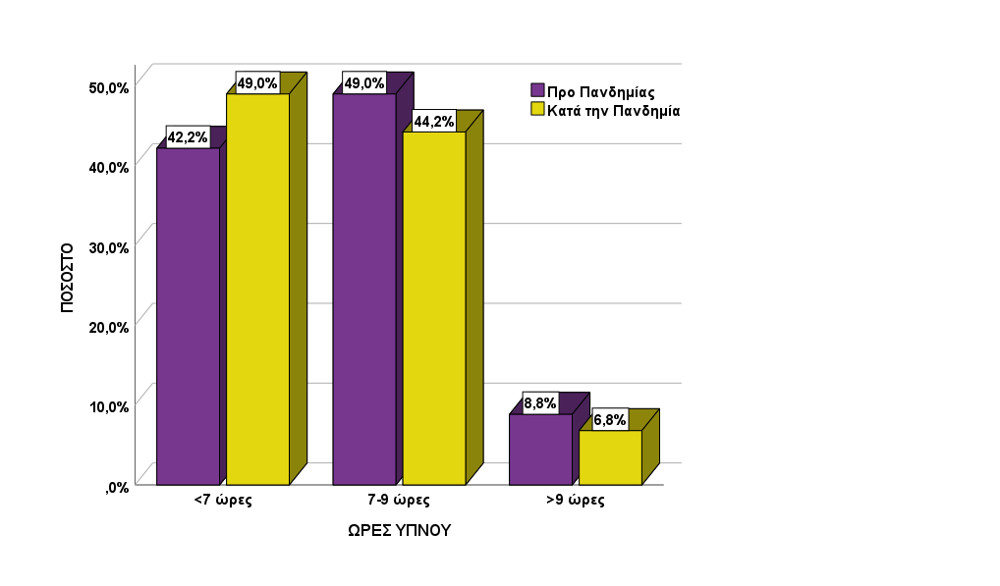 49,0%
49,0%
50,0%
Προ Πανδημίας
Κατά την Πανδημία
44,2%
42,2%
40,0%
30,0%
ΠΟΣΟΣΤΟ
20,0%
10,0%
8,8%
6,8%
,0%
<7 ώρες
7-9 ώρες
>9 ώρες
ΩΡΕΣ ΥΠΝΟΥ